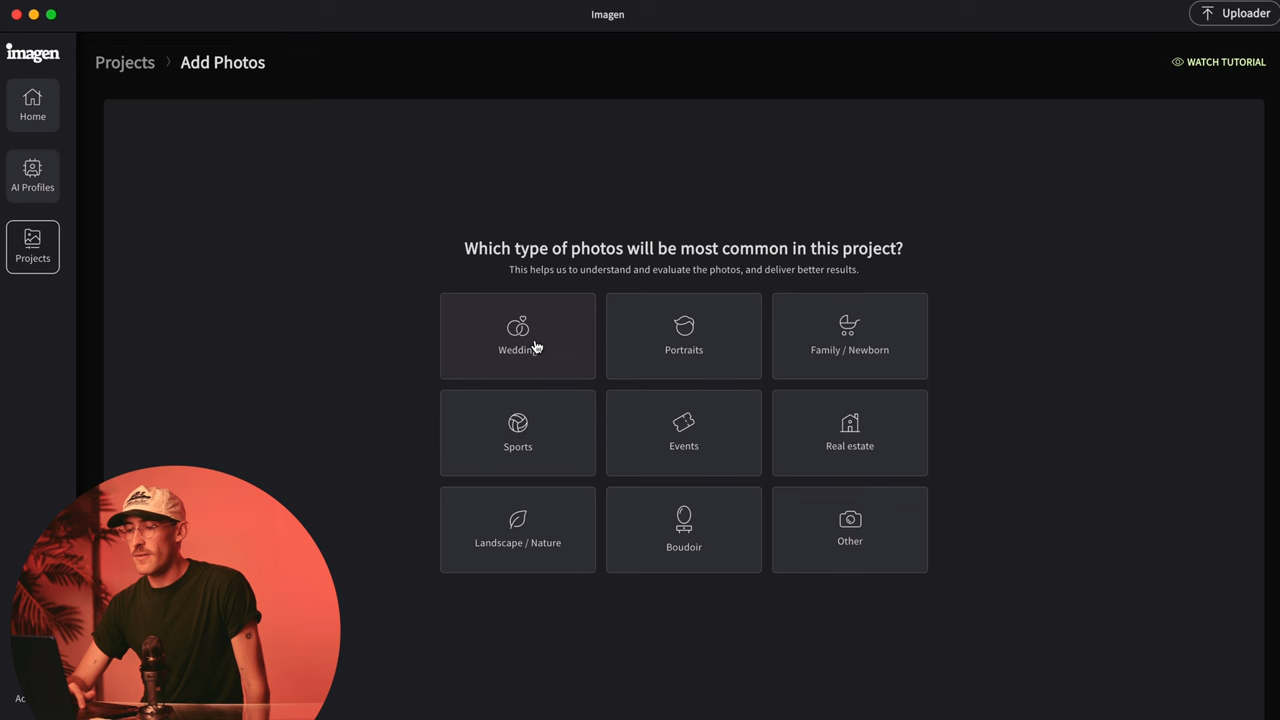 Imagen
Uploader
imagen
Projects
Add Photos
WATCH TUTORIAL
Home
AI Profiles
Projects
Which type of photos will be most common in this project?
This helps us to understand and evaluate the photos, and deliver better results.
Wedding
Portraits
Family / Newborn
Sports
Events
Real estate
Landscape / Nature
Boudoir
Other